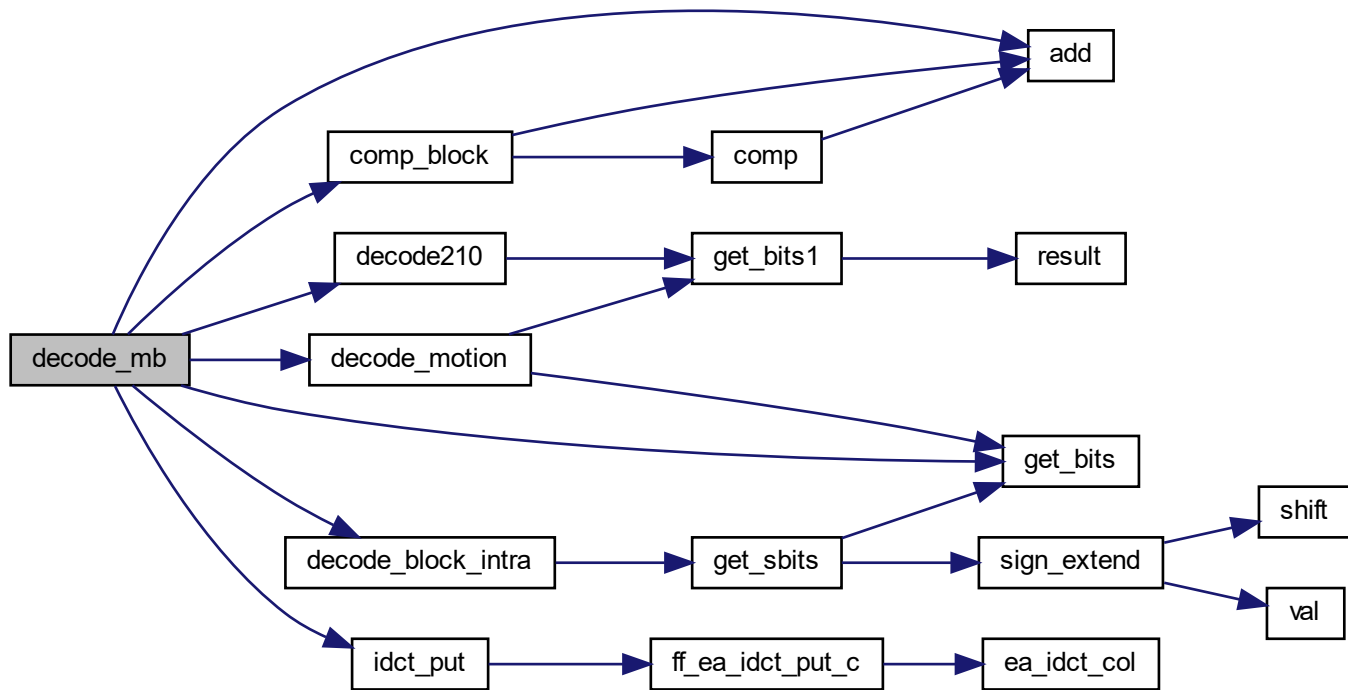 add
comp_block
comp
decode210
get_bits1
result
decode_mb
decode_motion
get_bits
shift
decode_block_intra
get_sbits
sign_extend
val
idct_put
ff_ea_idct_put_c
ea_idct_col